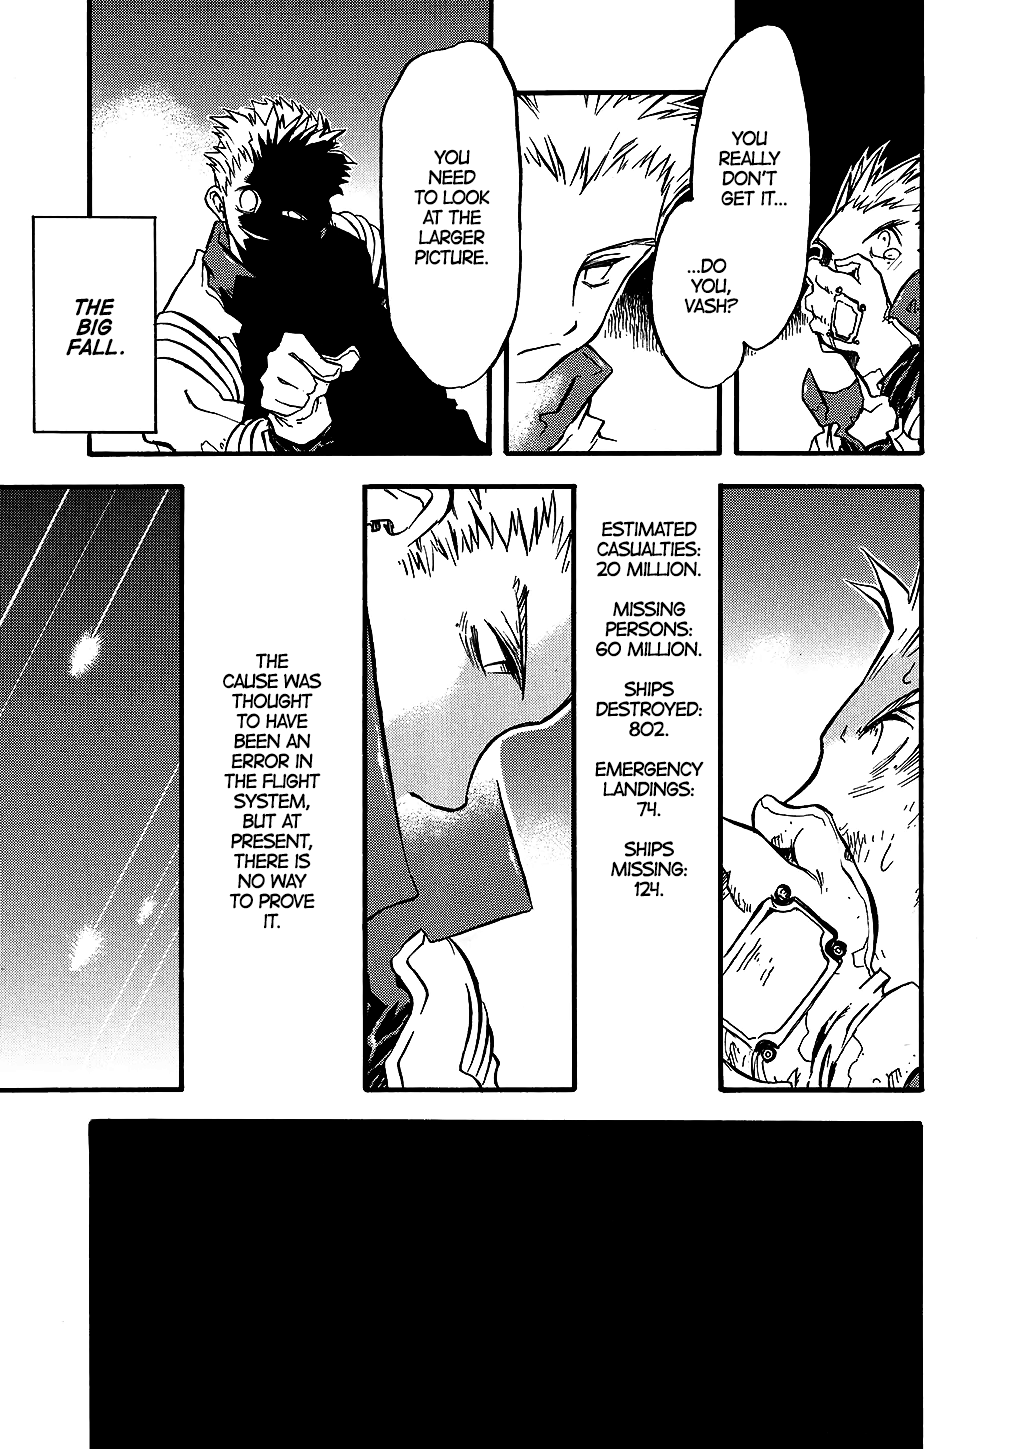 YOU
REALLY
DON'T
GET IT...
...DO
YOU,
VASH?
YOU
NEED
TO LOOK
AT THE
LARGER
PICTURE.
THE
BIG
FALL.
ESTIMATED
CASUALTIES:
20 MILLION.
MISSING
PERSONS:
60 MILLION.
SHIPS
DESTROYED:
802.
EMERGENCY
LANDINGS:
74.
SHIPS
MISSING:
124.
THE
CAUSE WAS
THOUGHT
TO HAVE
BEEN AN
ERROR IN
THE FLIGHT
SYSTEM,
BUT AT
PRESENT,
THERE IS
NO WAY
TO PROVE
IT.